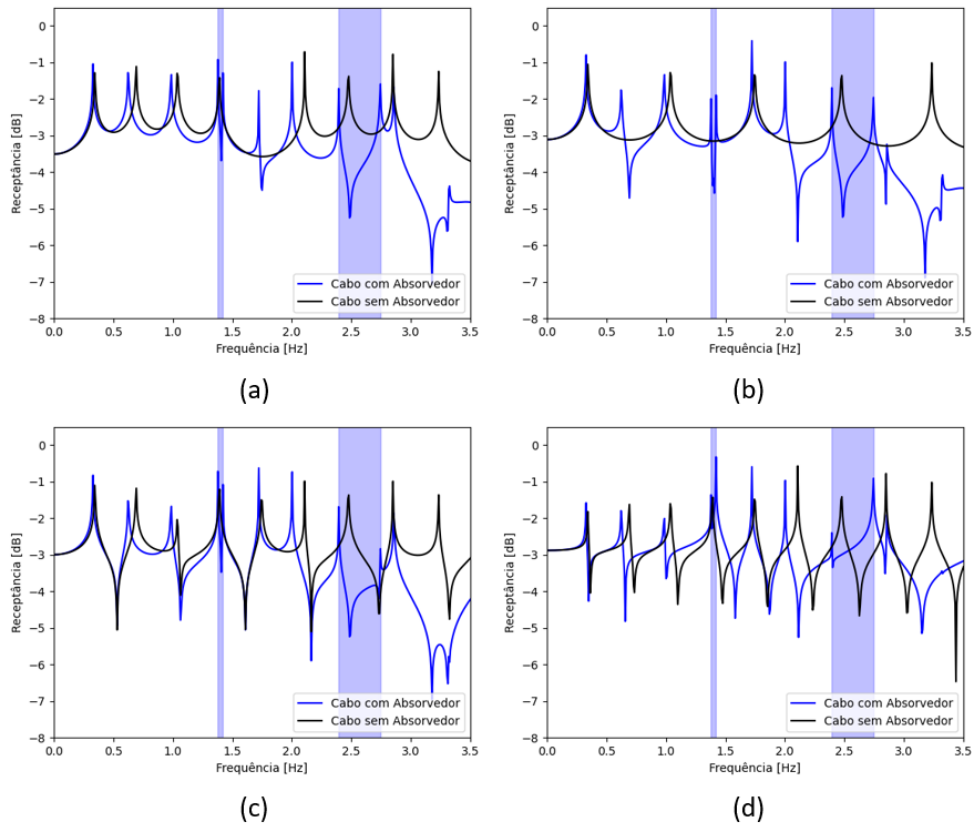 0
−1
−2
−3
−4
−5
−6
−7
−8
Receptância [dB]
0.0 0.5 1.0 1.5 2.0 2.5 3.0 3.5
Frequência [Hz]
Cabo com Absorvedor
Cabo sem Absorvedor
(a)
0
−1
−2
−3
−4
−5
−6
−7
−8
Receptância [dB]
0.0 0.5 1.0 1.5 2.0 2.5 3.0 3.5
Frequência [Hz]
Cabo com Absorvedor
Cabo sem Absorvedor
(b)
0
−1
−2
−3
−4
−5
−6
−7
−8
Receptância [dB]
0.0 0.5 1.0 1.5 2.0 2.5 3.0 3.5
Frequência [Hz]
Cabo com Absorvedor
Cabo sem Absorvedor
(c)
0
−1
−2
−3
−4
−5
−6
−7
−8
Receptância [dB]
0.0 0.5 1.0 1.5 2.0 2.5 3.0 3.5
Frequência [Hz]
Cabo com Absorvedor
Cabo sem Absorvedor
(d)